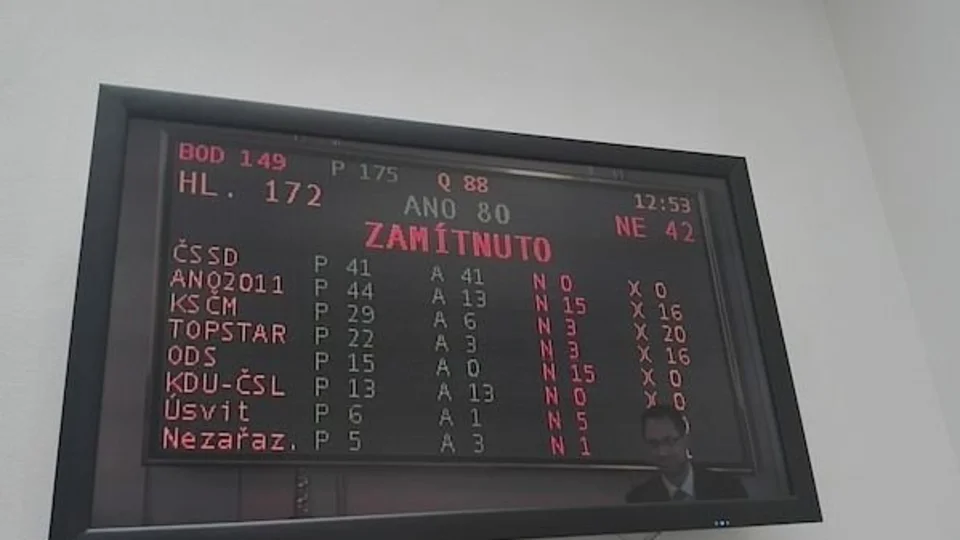 BOD 149 P 175 Q 88 12:53
HL. 172 ANO 80 NE 42
ZAMÍTNUTO
ČSSD P 41 A 41 N 0 X 0
ANO2011 P 44 A 13 N 15 X 16
KSČM P 29 A 6 N 3 X 20
TOPSTAR P 22 A 3 N 3 X 16
ODS P 15 A 0 N 15 X 0
KDU-ČSL P 13 A 13 N 0 X 0
Úsvit P 6 A 1 N 5
Nezařaz. P 5 A 3 N 1